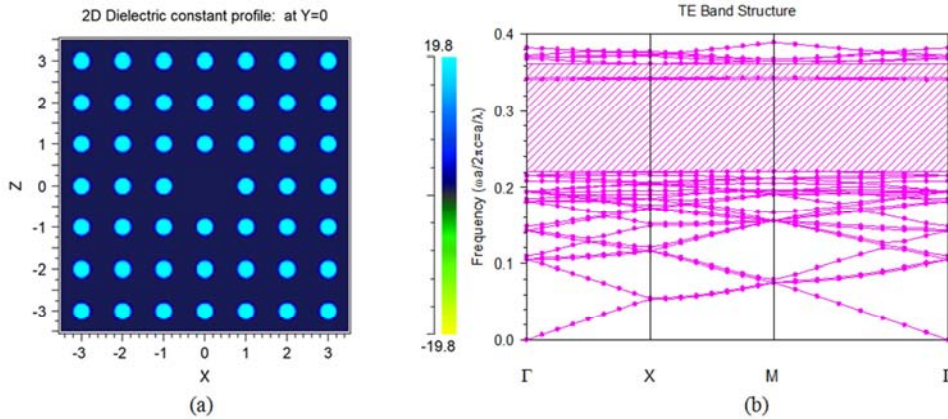 2D Dielectric constant profile: at Y=0
TE Band Structure
19.8
-19.8
Z
3
2
1
0
-1
-2
-3
-3 -2 -1 0 1 2 3
X
(a)
Frequency (ωa/2πc=a/λ)
0.4
0.3
0.2
0.1
0.0
Γ X M Γ
(b)